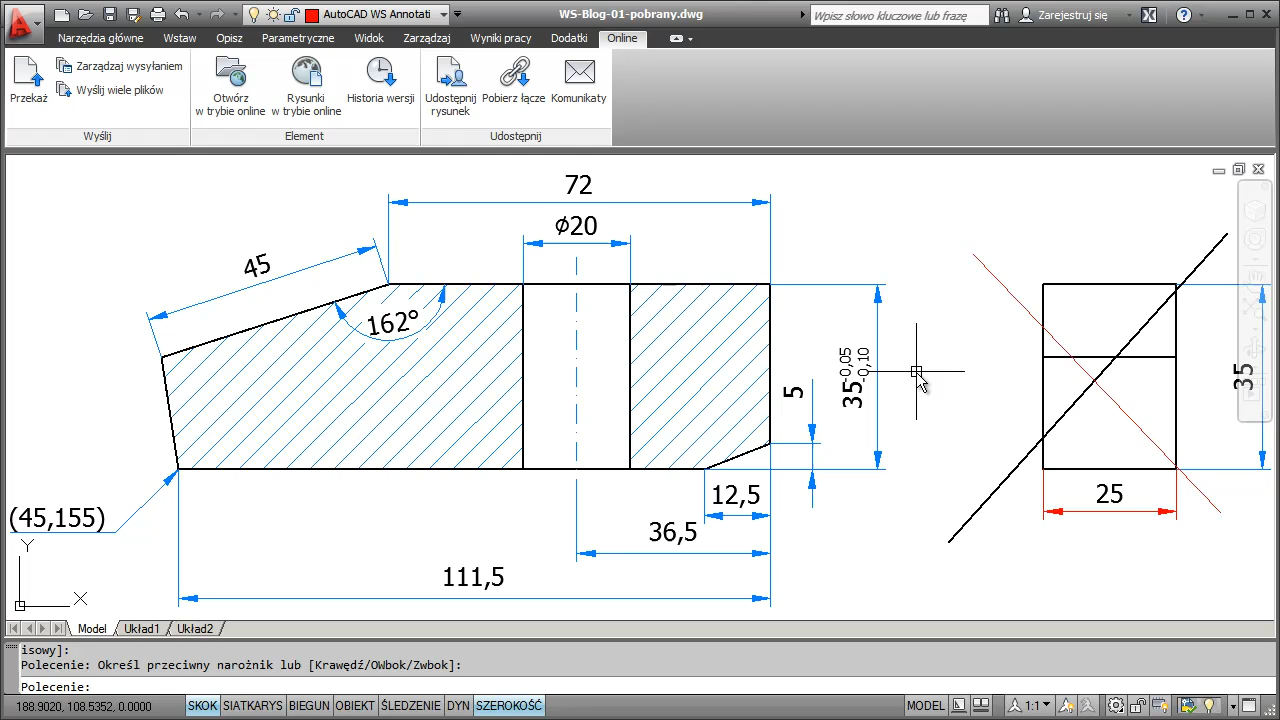 AutoCAD WS Annotati
WS-Blog-01-pobrany.dwg
Wpisz słowo kluczowe lub frazę
Zarejestruj się
Narzędzia główne
Wstaw
Opisz
Parametryczne
Widok
Zarządzaj
Wyniki pracy
Dodatki
Online
Przekaż
Zarządzaj wysyłaniem
Wyślij wiele plików
Otwórz
w trybie online
Rysunki
w trybie online
Historia wersji
Udostępnij
rysunek
Pobierz łącze
Komunikaty
Wyślij
Element
Udostępnij
72
⌀20
45
162°
5
35 -0,05
-0,10
35
12,5
25
(45,155)
36,5
111,5
Y
X
Model
Układ1
Układ2
isowy]:
Polecenie: Określ przeciwny narożnik lub [Krawędź/OWbok/Zwbok]:
Polecenie:
188.9020, 108.5352, 0.0000
SKOK
SIATKARYS
BIEGUN
OBIEKT
ŚLEDZENIE
DYN
SZEROKOŚĆ
MODEL
1:1